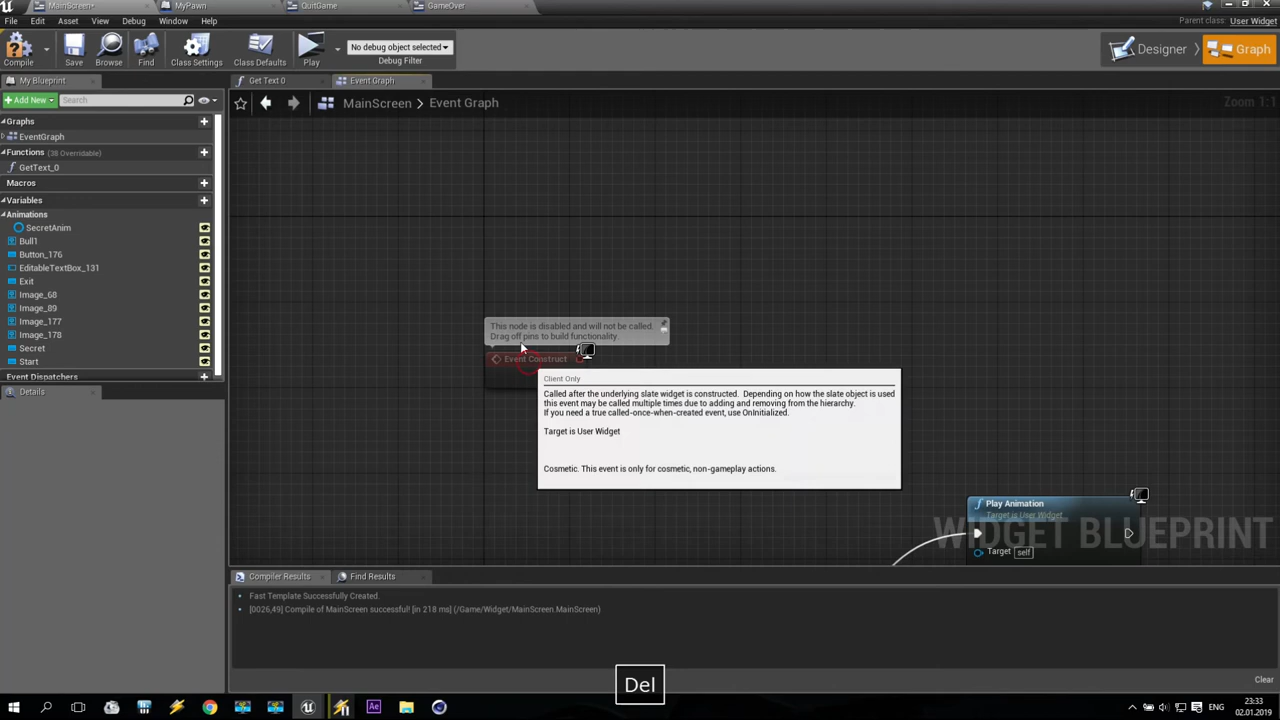 MainScreen*
MyPawn
QuitGame
GameOver
File
Edit
Asset
View
Debug
Window
Help
Parent class:
User Widget
Compile
Save
Browse
Find
Class Settings
Class Defaults
Play
No debug object selected
Debug Filter
Designer
Graph
My Blueprint
Get Text 0
Event Graph
Add New
Search
MainScreen
Event Graph
Zoom 1:1
Graphs
EventGraph
Functions (38 Overridable)
GetText_0
Macros
Variables
Animations
SecretAnim
Bull1
Button_176
EditableTextBox_131
Exit
Image_68
Image_89
Image_177
Image_178
Secret
Start
Event Dispatchers
Details
This node is disabled and will not be called.
Drag off pins to build functionality.
Event Construct
Client Only
Called after the underlying slate widget is constructed. Depending on how the slate object is used
this event may be called multiple times due to adding and removing from the hierarchy.
If you need a true called-once-when-created event, use OnInitialized.
Target is User Widget
Cosmetic. This event is only for cosmetic, non-gameplay actions.
Play Animation
Target is User Widget
Target self
WIDGET BLUEPRINT
Compiler Results
Find Results
Fast Template Successfully Created.
[0026,49] Compile of MainScreen successful! [in 218 ms] (/Game/Widget/MainScreen.MainScreen)
Del
Clear
Ae
ENG
23:33
02.01.2019